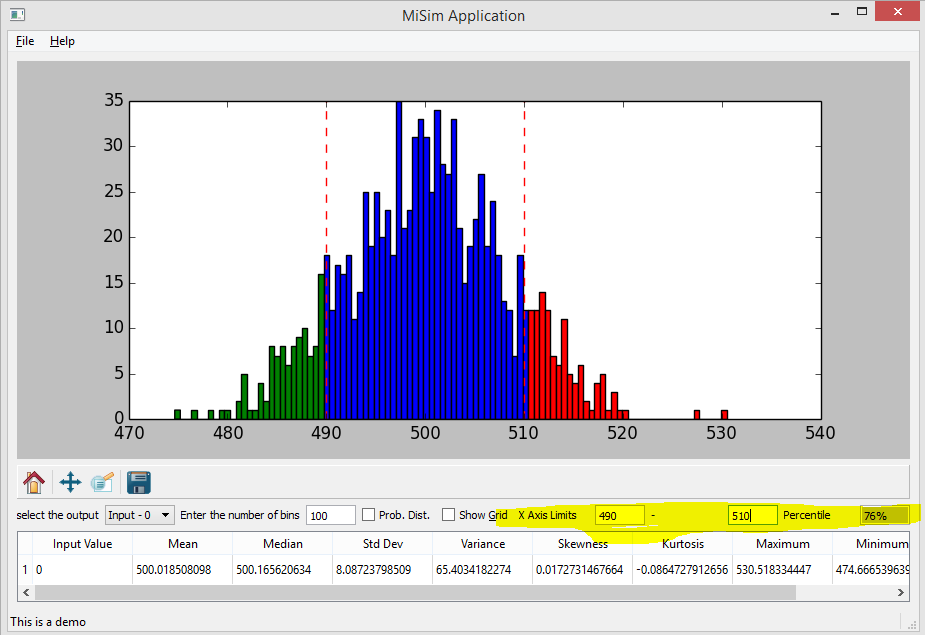 MiSim Application
File Help
35
30
25
20
15
10
5
0
470 480 490 500 510 520 530 540
select the output Input - 0 Enter the number of bins 100 Prob. Dist. Show Grid X Axis Limits 490 - 510 Percentile 76%
Input Value Mean Median Std Dev Variance Skewness Kurtosis Maximum Minimum
1 0 500.018508098 500.165620634 8.08723798509 65.4034182274 0.0172731467664 -0.0864727912656 530.518334447 474.666539639
This is a demo